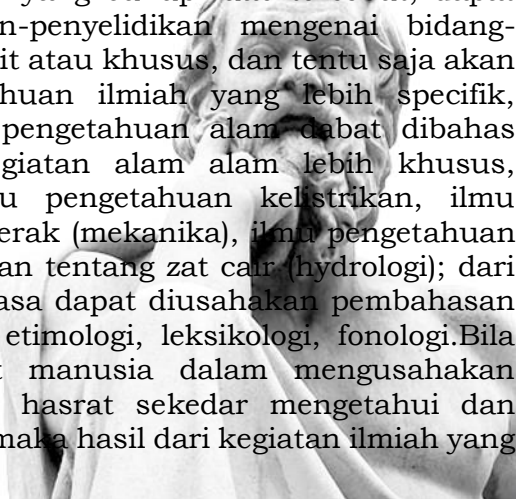 n-penyelidikan mengenai bidang-
it atau khusus, dan tentu saja akan
huan ilmiah yang lebih specifik,
pengetahuan alam dabat dibahas
giatan alam alam lebih khusus,
u pengetahuan kelistrikan, ilmu
erak (mekanika), ilmu pengetahuan
an tentang zat cair (hydrologi); dari
asa dapat diusahakan pembahasan
etimologi, leksikologi, fonologi.Bila
t manusia dalam mengusahakan
hasrat sekedar mengetahui dan
maka hasil dari kegiatan ilmiah yang